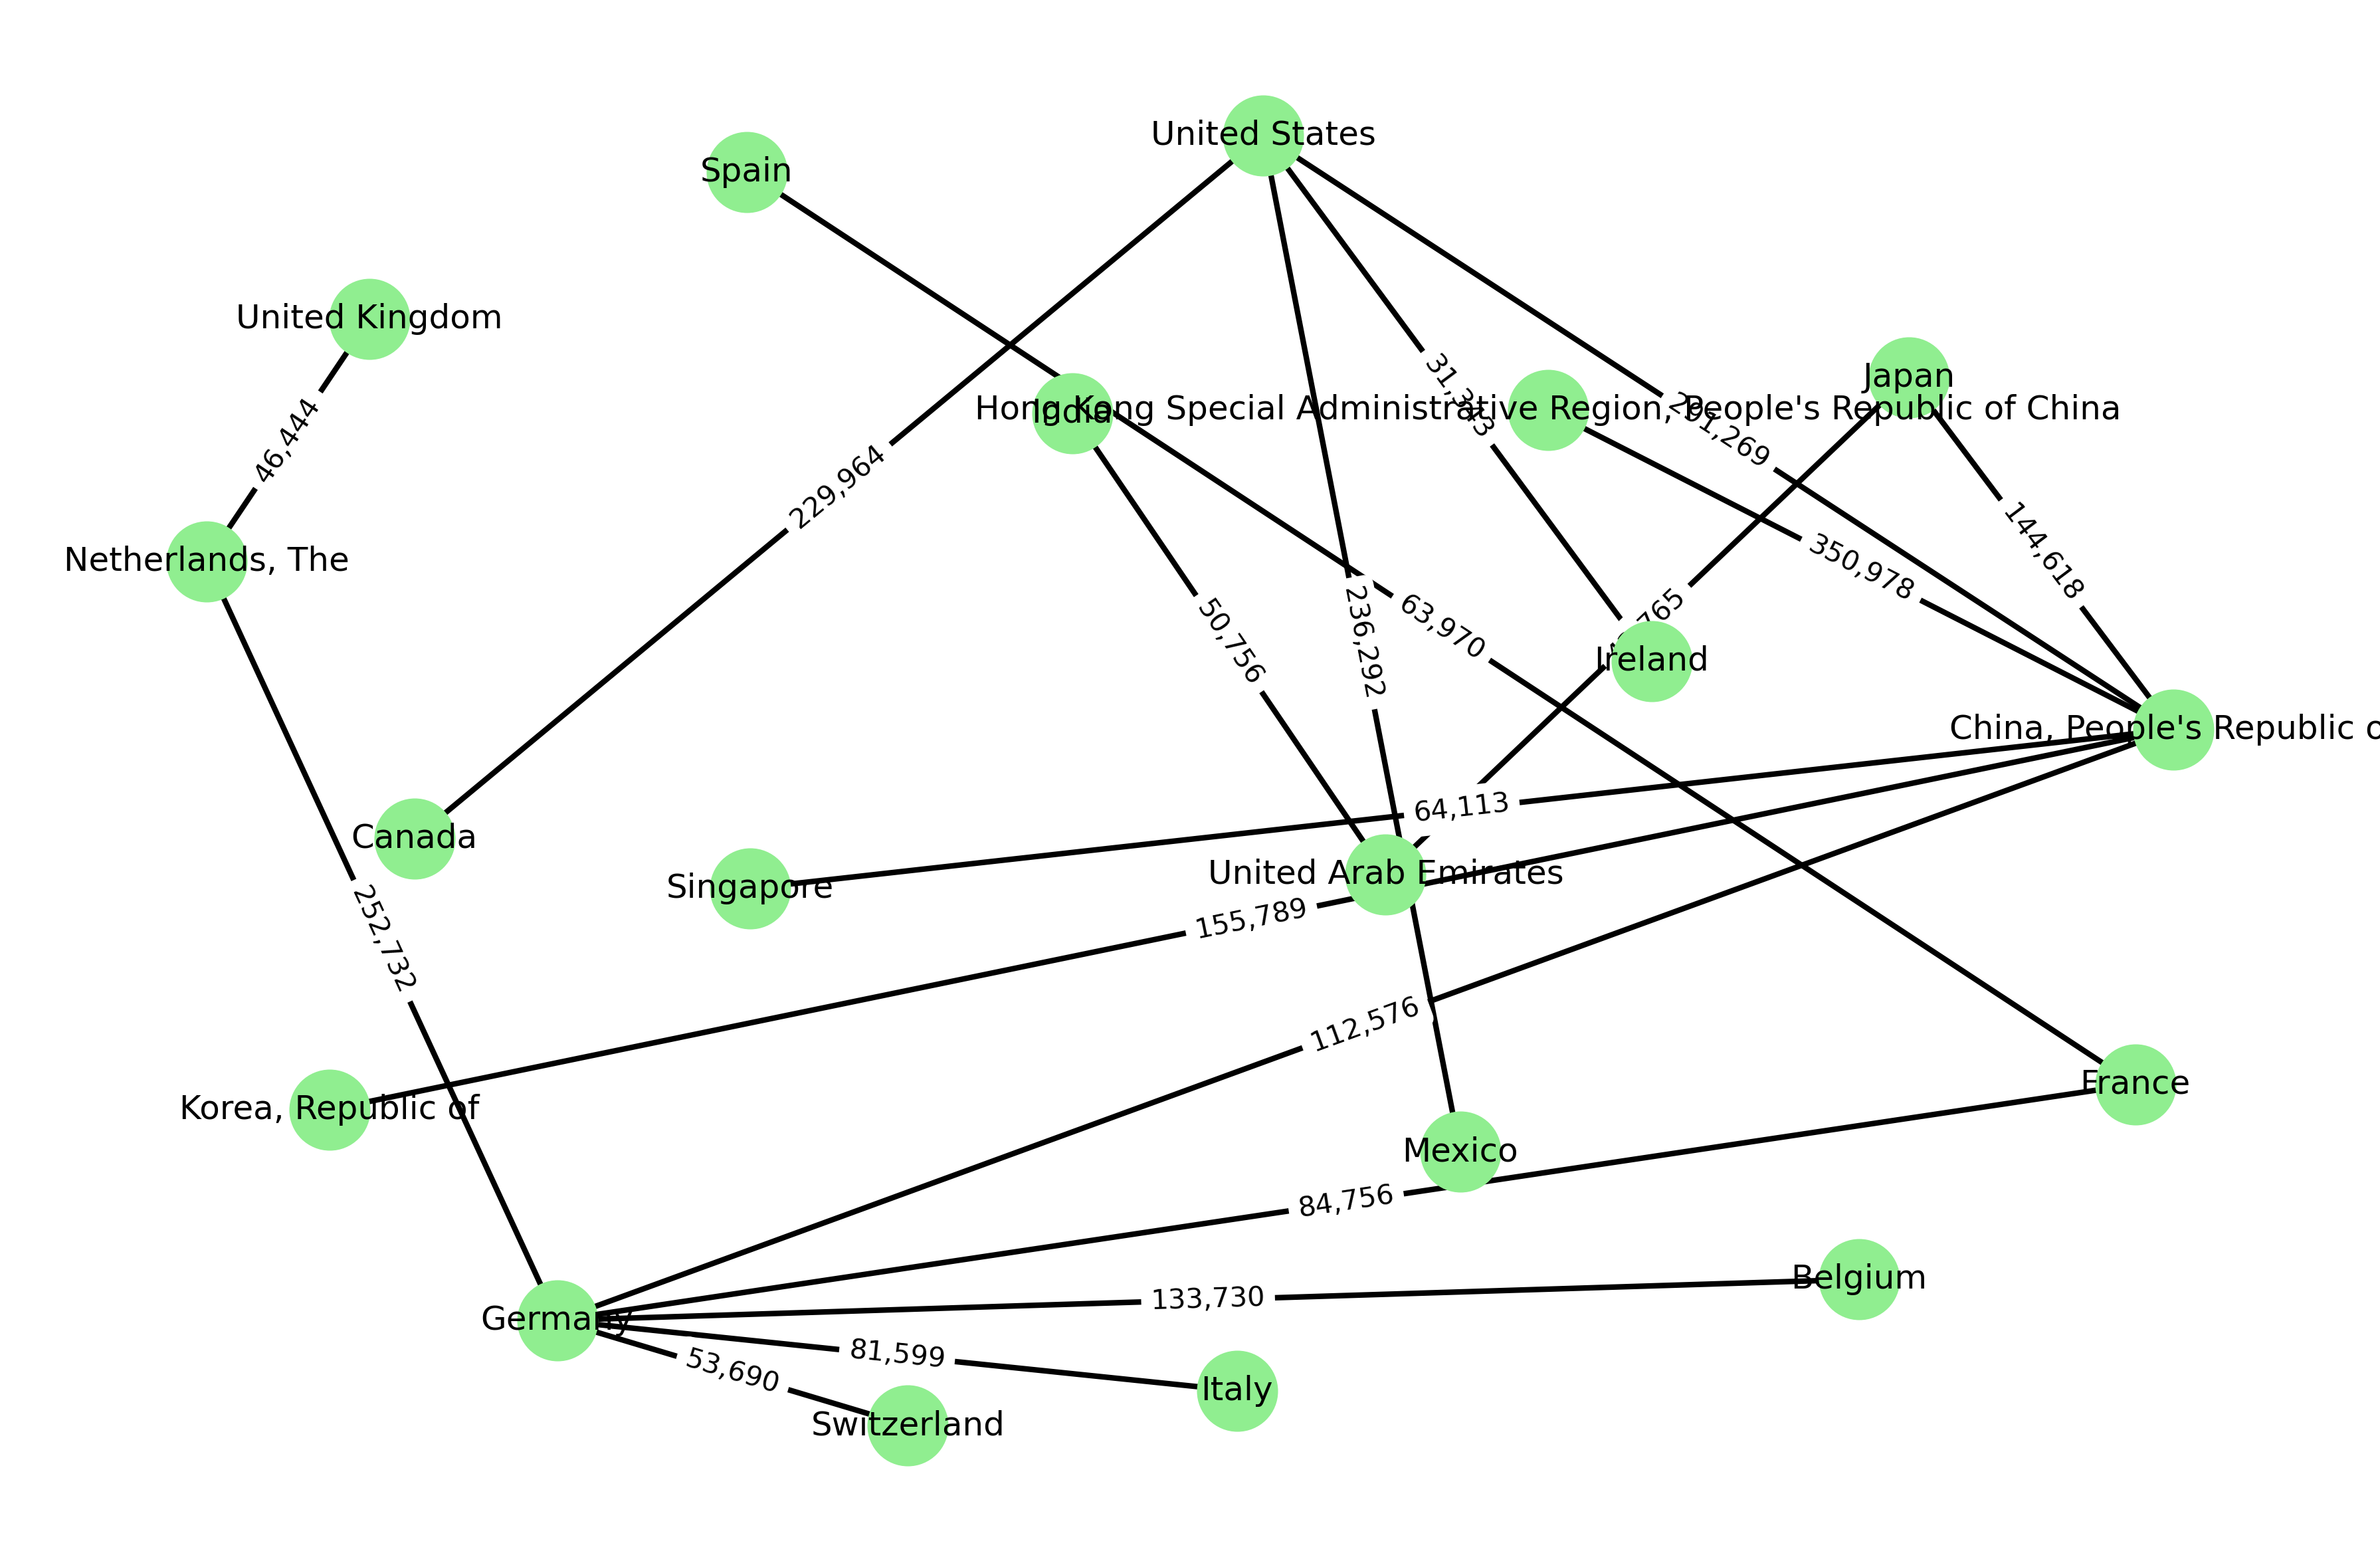 United States
Spain
United Kingdom
Japan
Hong Kong Special Administrative Region, People's Republic of China
India
31,343
291,269
46,444
229,964
144,618
350,978
Netherlands, The
50,756
236,292
63,970
Ireland
China, People's Republic o
64,113
Canada
United Arab Emirates
Singapore
155,789
252,732
112,576
Korea, Republic of
France
Mexico
84,756
Belgium
133,730
Germany
81,599
53,690
Italy
Switzerland